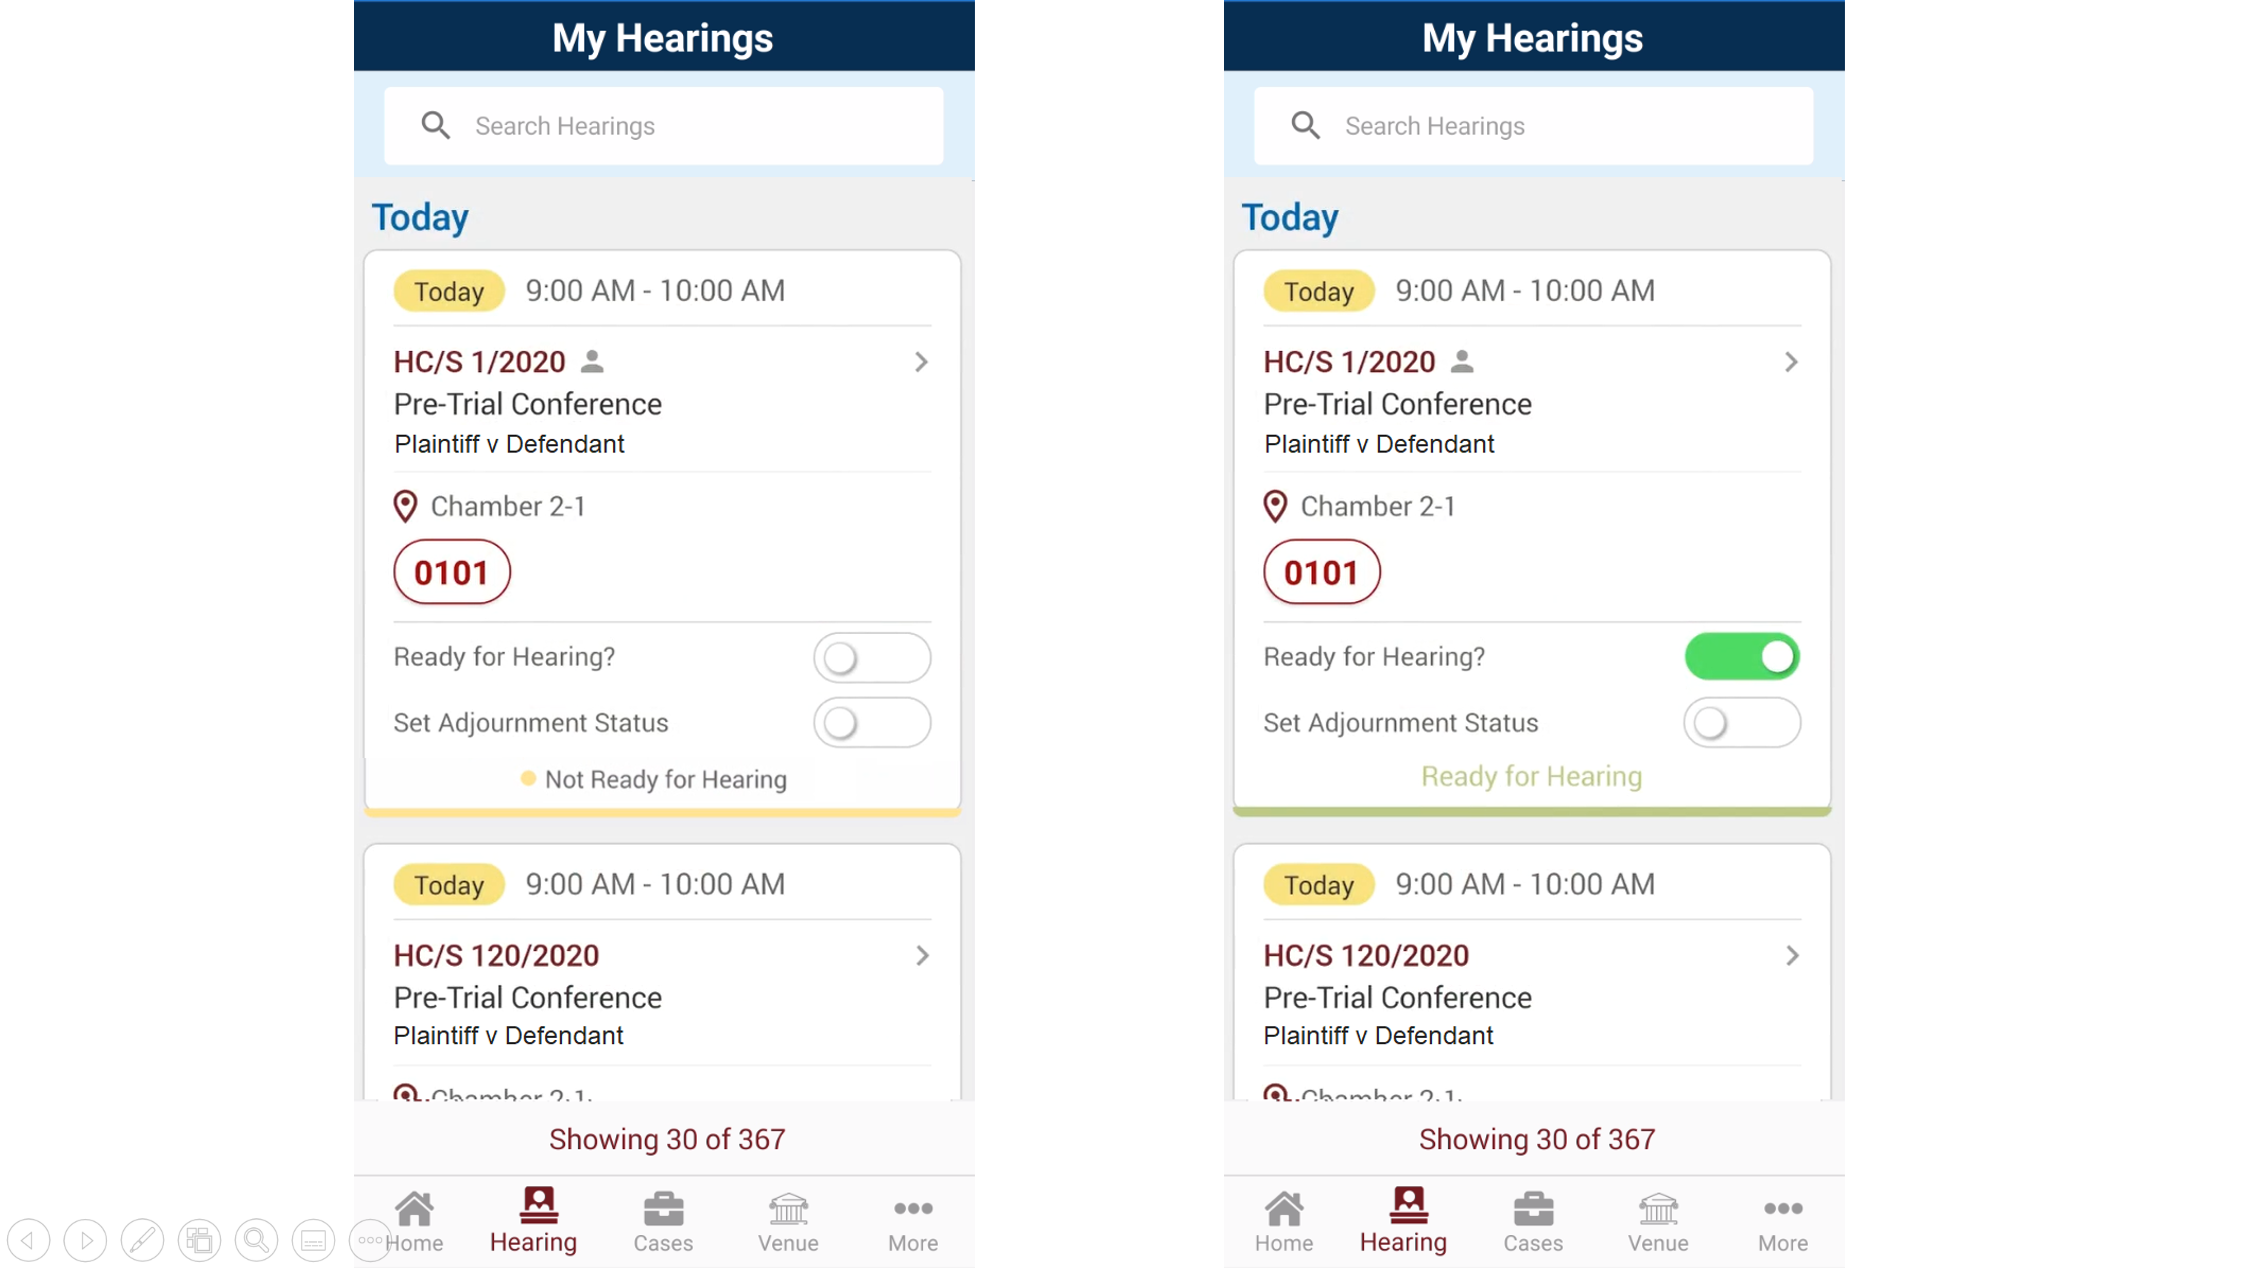 My Hearings
Search Hearings
Today
Today 9:00 AM - 10:00 AM
HC/S 1/2020
Pre-Trial Conference
Plaintiff v Defendant
Chamber 2-1
0101
Ready for Hearing?
Set Adjournment Status
Not Ready for Hearing
Today 9:00 AM - 10:00 AM
HC/S 120/2020
Pre-Trial Conference
Plaintiff v Defendant
Chamber 2-1
Showing 30 of 367
Home Hearing Cases Venue More
My Hearings
Search Hearings
Today
Today 9:00 AM - 10:00 AM
HC/S 1/2020
Pre-Trial Conference
Plaintiff v Defendant
Chamber 2-1
0101
Ready for Hearing?
Set Adjournment Status
Ready for Hearing
Today 9:00 AM - 10:00 AM
HC/S 120/2020
Pre-Trial Conference
Plaintiff v Defendant
Chamber 2-1
Showing 30 of 367
Home Hearing Cases Venue More